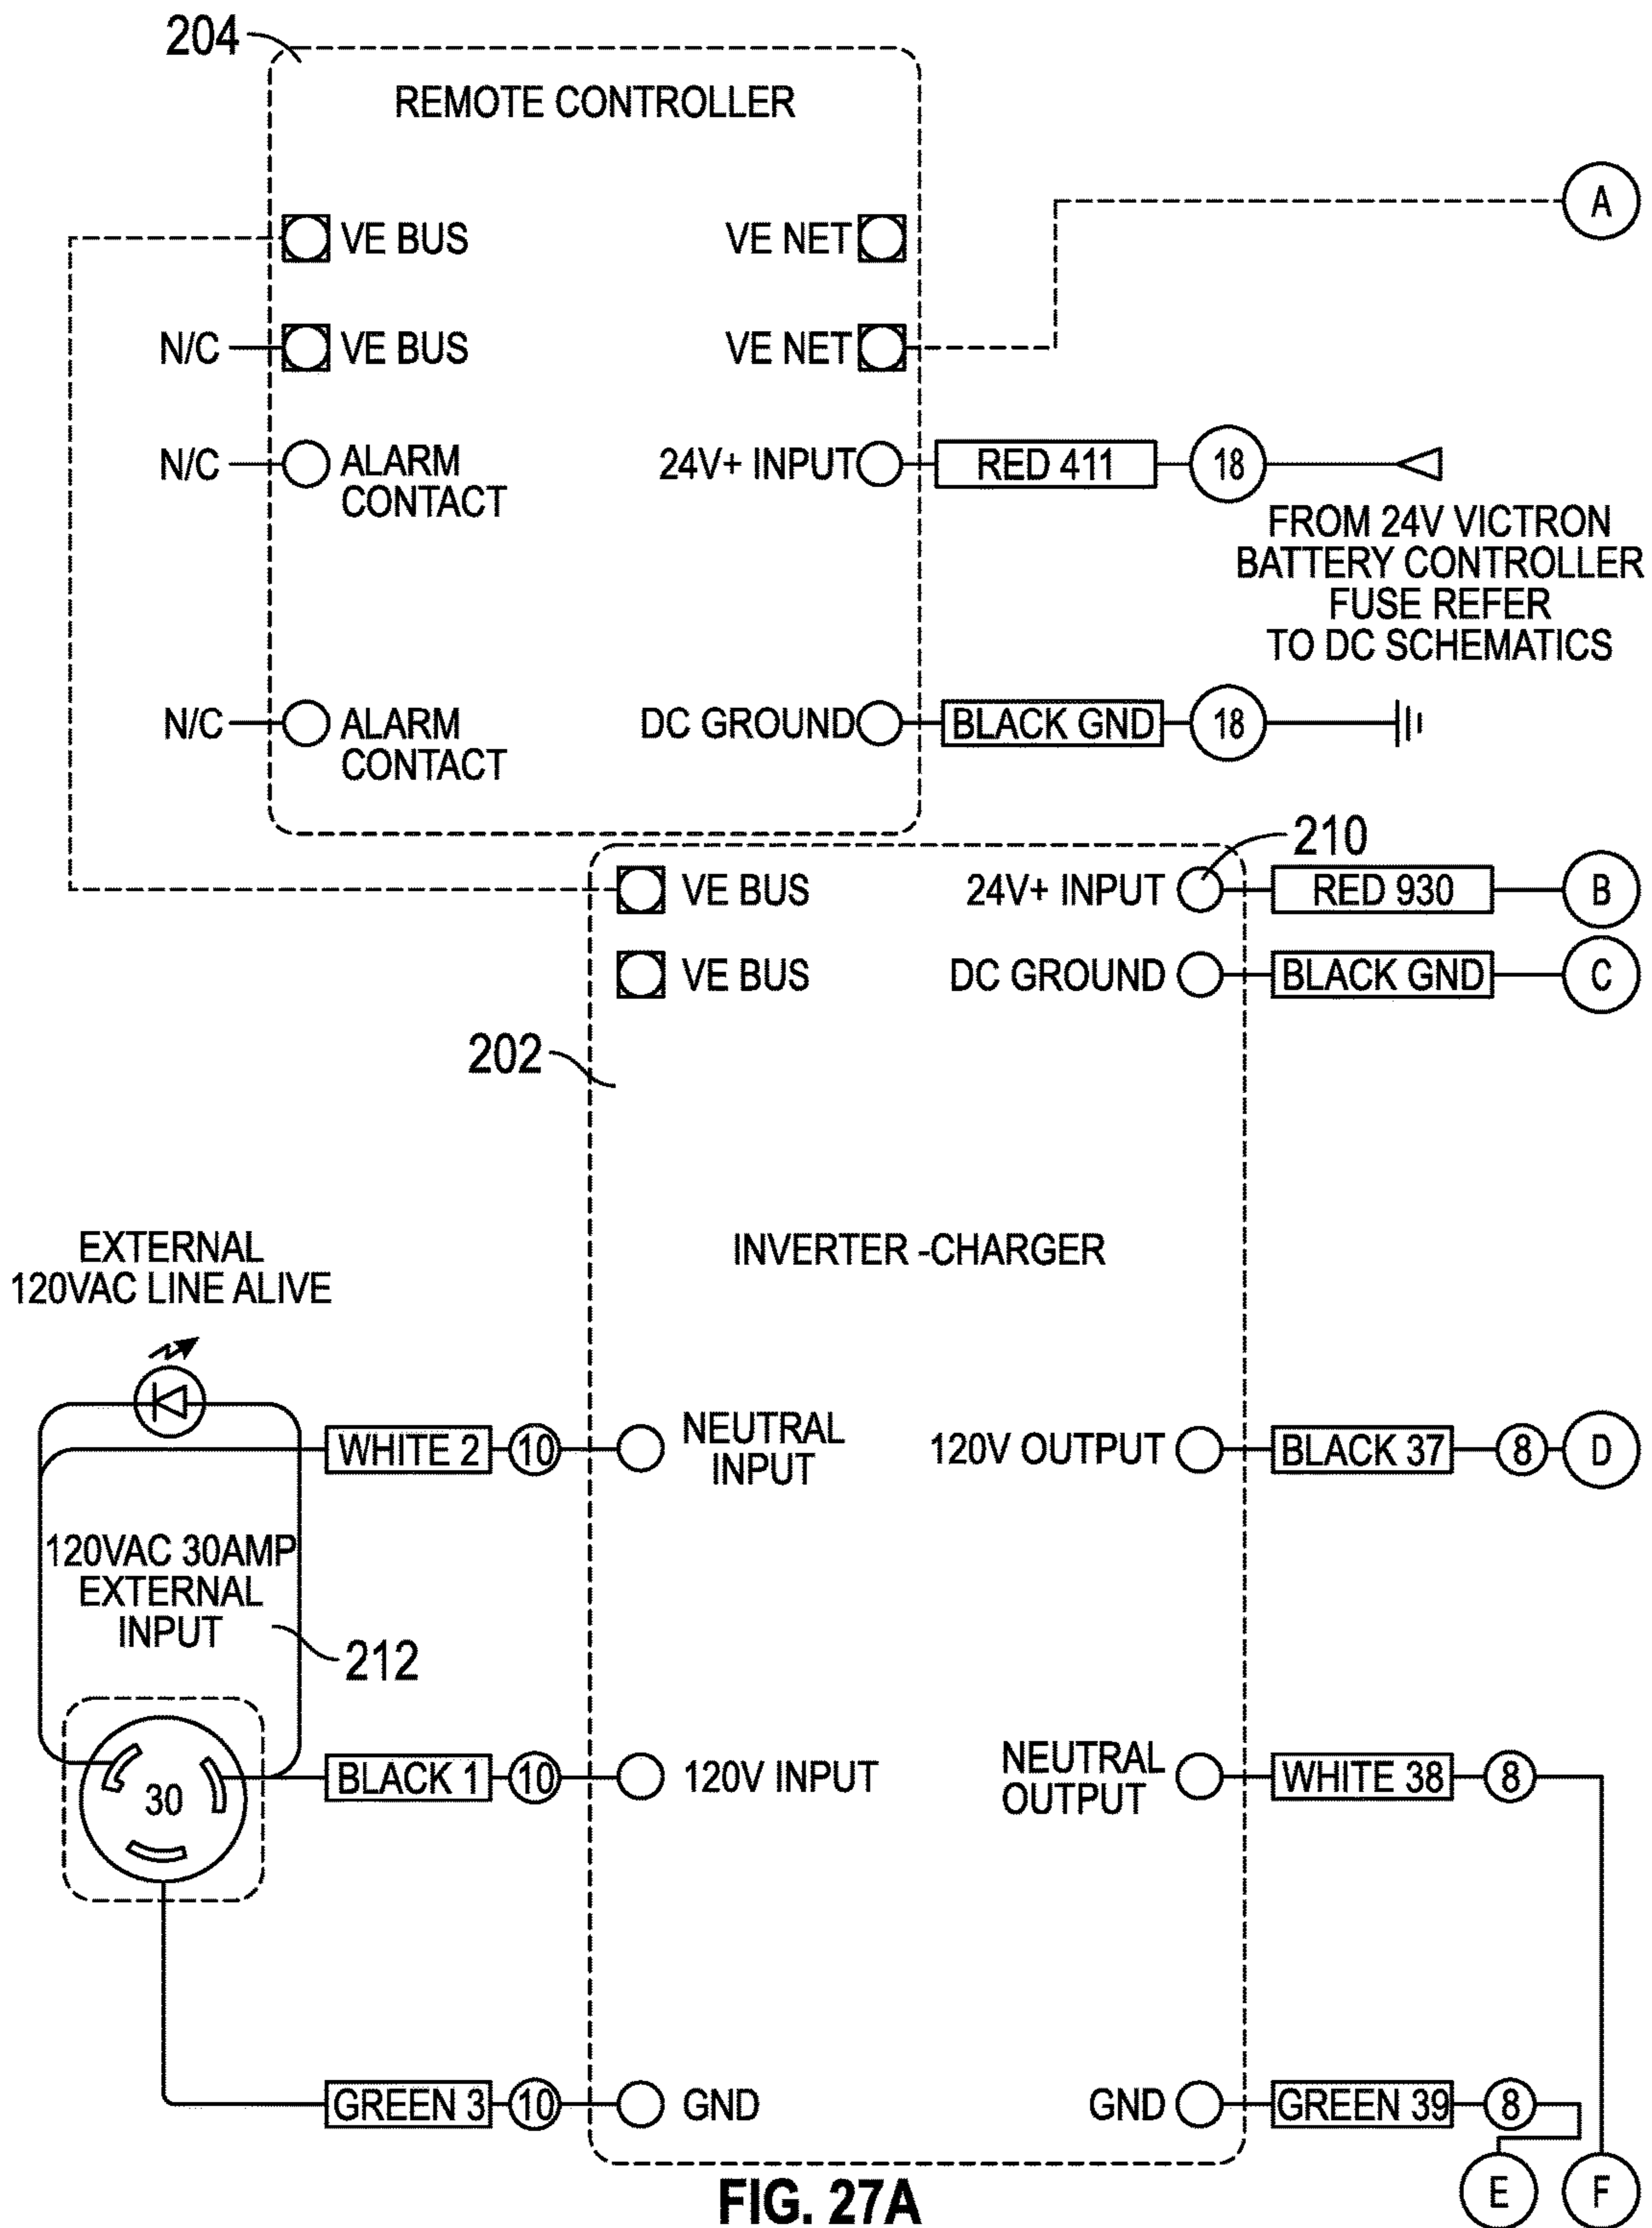 204
REMOTE CONTROLLER
A
VE BUS
VE NET
N/C
VE BUS
VE NET
N/C
ALARM
CONTACT
24V+ INPUT
RED 411
18
FROM 24V VICTRON
BATTERY CONTROLLER
FUSE REFER
TO DC SCHEMATICS
N/C
ALARM
CONTACT
DC GROUND
BLACK GND
18
210
VE BUS
24V+ INPUT
RED 930
B
VE BUS
DC GROUND
BLACK GND
C
202
INVERTER -CHARGER
EXTERNAL
120VAC LINE ALIVE
WHITE 2
10
NEUTRAL
INPUT
120V OUTPUT
BLACK 37
8
D
120VAC 30AMP
EXTERNAL
INPUT
212
30
BLACK 1
10
120V INPUT
NEUTRAL
OUTPUT
WHITE 38
8
GREEN 3
10
GND
GND
GREEN 39
8
E
F
FIG. 27A